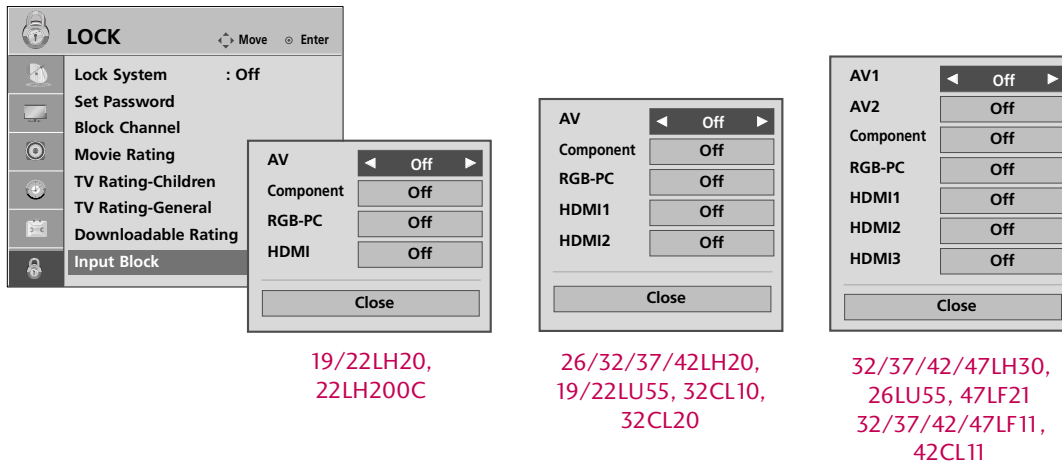 LOCK
Move Enter
Lock System : Off
Set Password
Block Channel
Movie Rating
TV Rating-Children
TV Rating-General
Downloadable Rating
Input Block
AV ◄ Off ►
Component Off
RGB-PC Off
HDMI Off
Close
19/22LH20,
22LH200C
AV ◄ Off ►
Component Off
RGB-PC Off
HDMI1 Off
HDMI2 Off
Close
26/32/37/42LH20,
19/22LU55, 32CL10,
32CL20
AV1 ◄ Off ►
AV2 Off
Component Off
RGB-PC Off
HDMI1 Off
HDMI2 Off
HDMI3 Off
Close
32/37/42/47LH30,
26LU55, 47LF21
32/37/42/47LF11,
42CL11